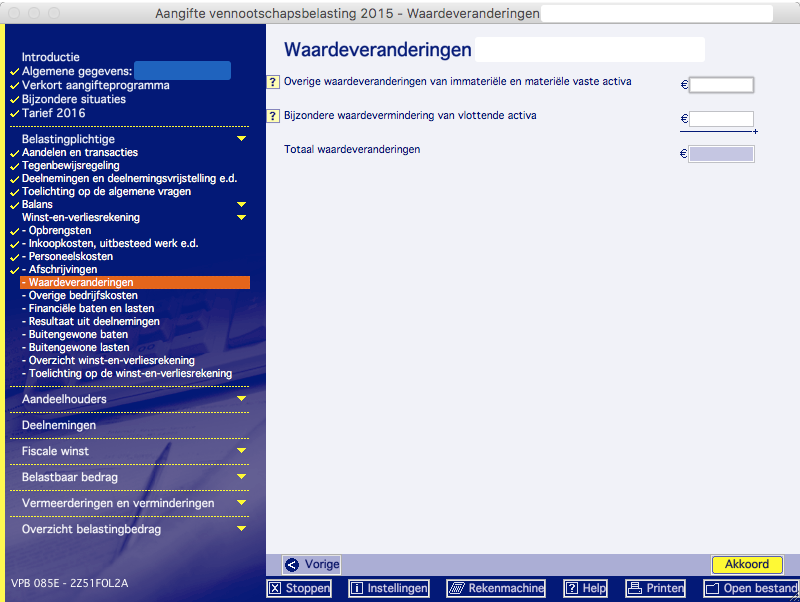 Aangifte vennootschapsbelasting 2015 - Waardeveranderingen
Introductie
Algemene gegevens:
Verkort aangifteprogramma
Bijzondere situaties
Tarief 2016
Belastingplichtige
Aandelen en transacties
Tegenbewijsregeling
Deelnemingen en deelnemingsvrijstelling e.d.
Toelichting op de algemene vragen
Balans
Winst-en-verliesrekening
- Opbrengsten
- Inkoopkosten, uitbesteed werk e.d.
- Personeelskosten
- Afschrijvingen
- Waardeveranderingen
- Overige bedrijfskosten
- Financiële baten en lasten
- Resultaat uit deelnemingen
- Buitengewone baten
- Buitengewone lasten
- Overzicht winst-en-verliesrekening
- Toelichting op de winst-en-verliesrekening
Aandeelhouders
Deelnemingen
Fiscale winst
Belastbaar bedrag
Vermeerderingen en verminderingen
Overzicht belastingbedrag
VPB 085E - 2Z51FOL2A
Waardeveranderingen
? Overige waardeveranderingen van immateriële en materiële vaste activa €
? Bijzondere waardevermindering van vlottende activa €
+
Totaal waardeveranderingen €
Vorige
Akkoord
Stoppen
Instellingen
Rekenmachine
Help
Printen
Open bestand